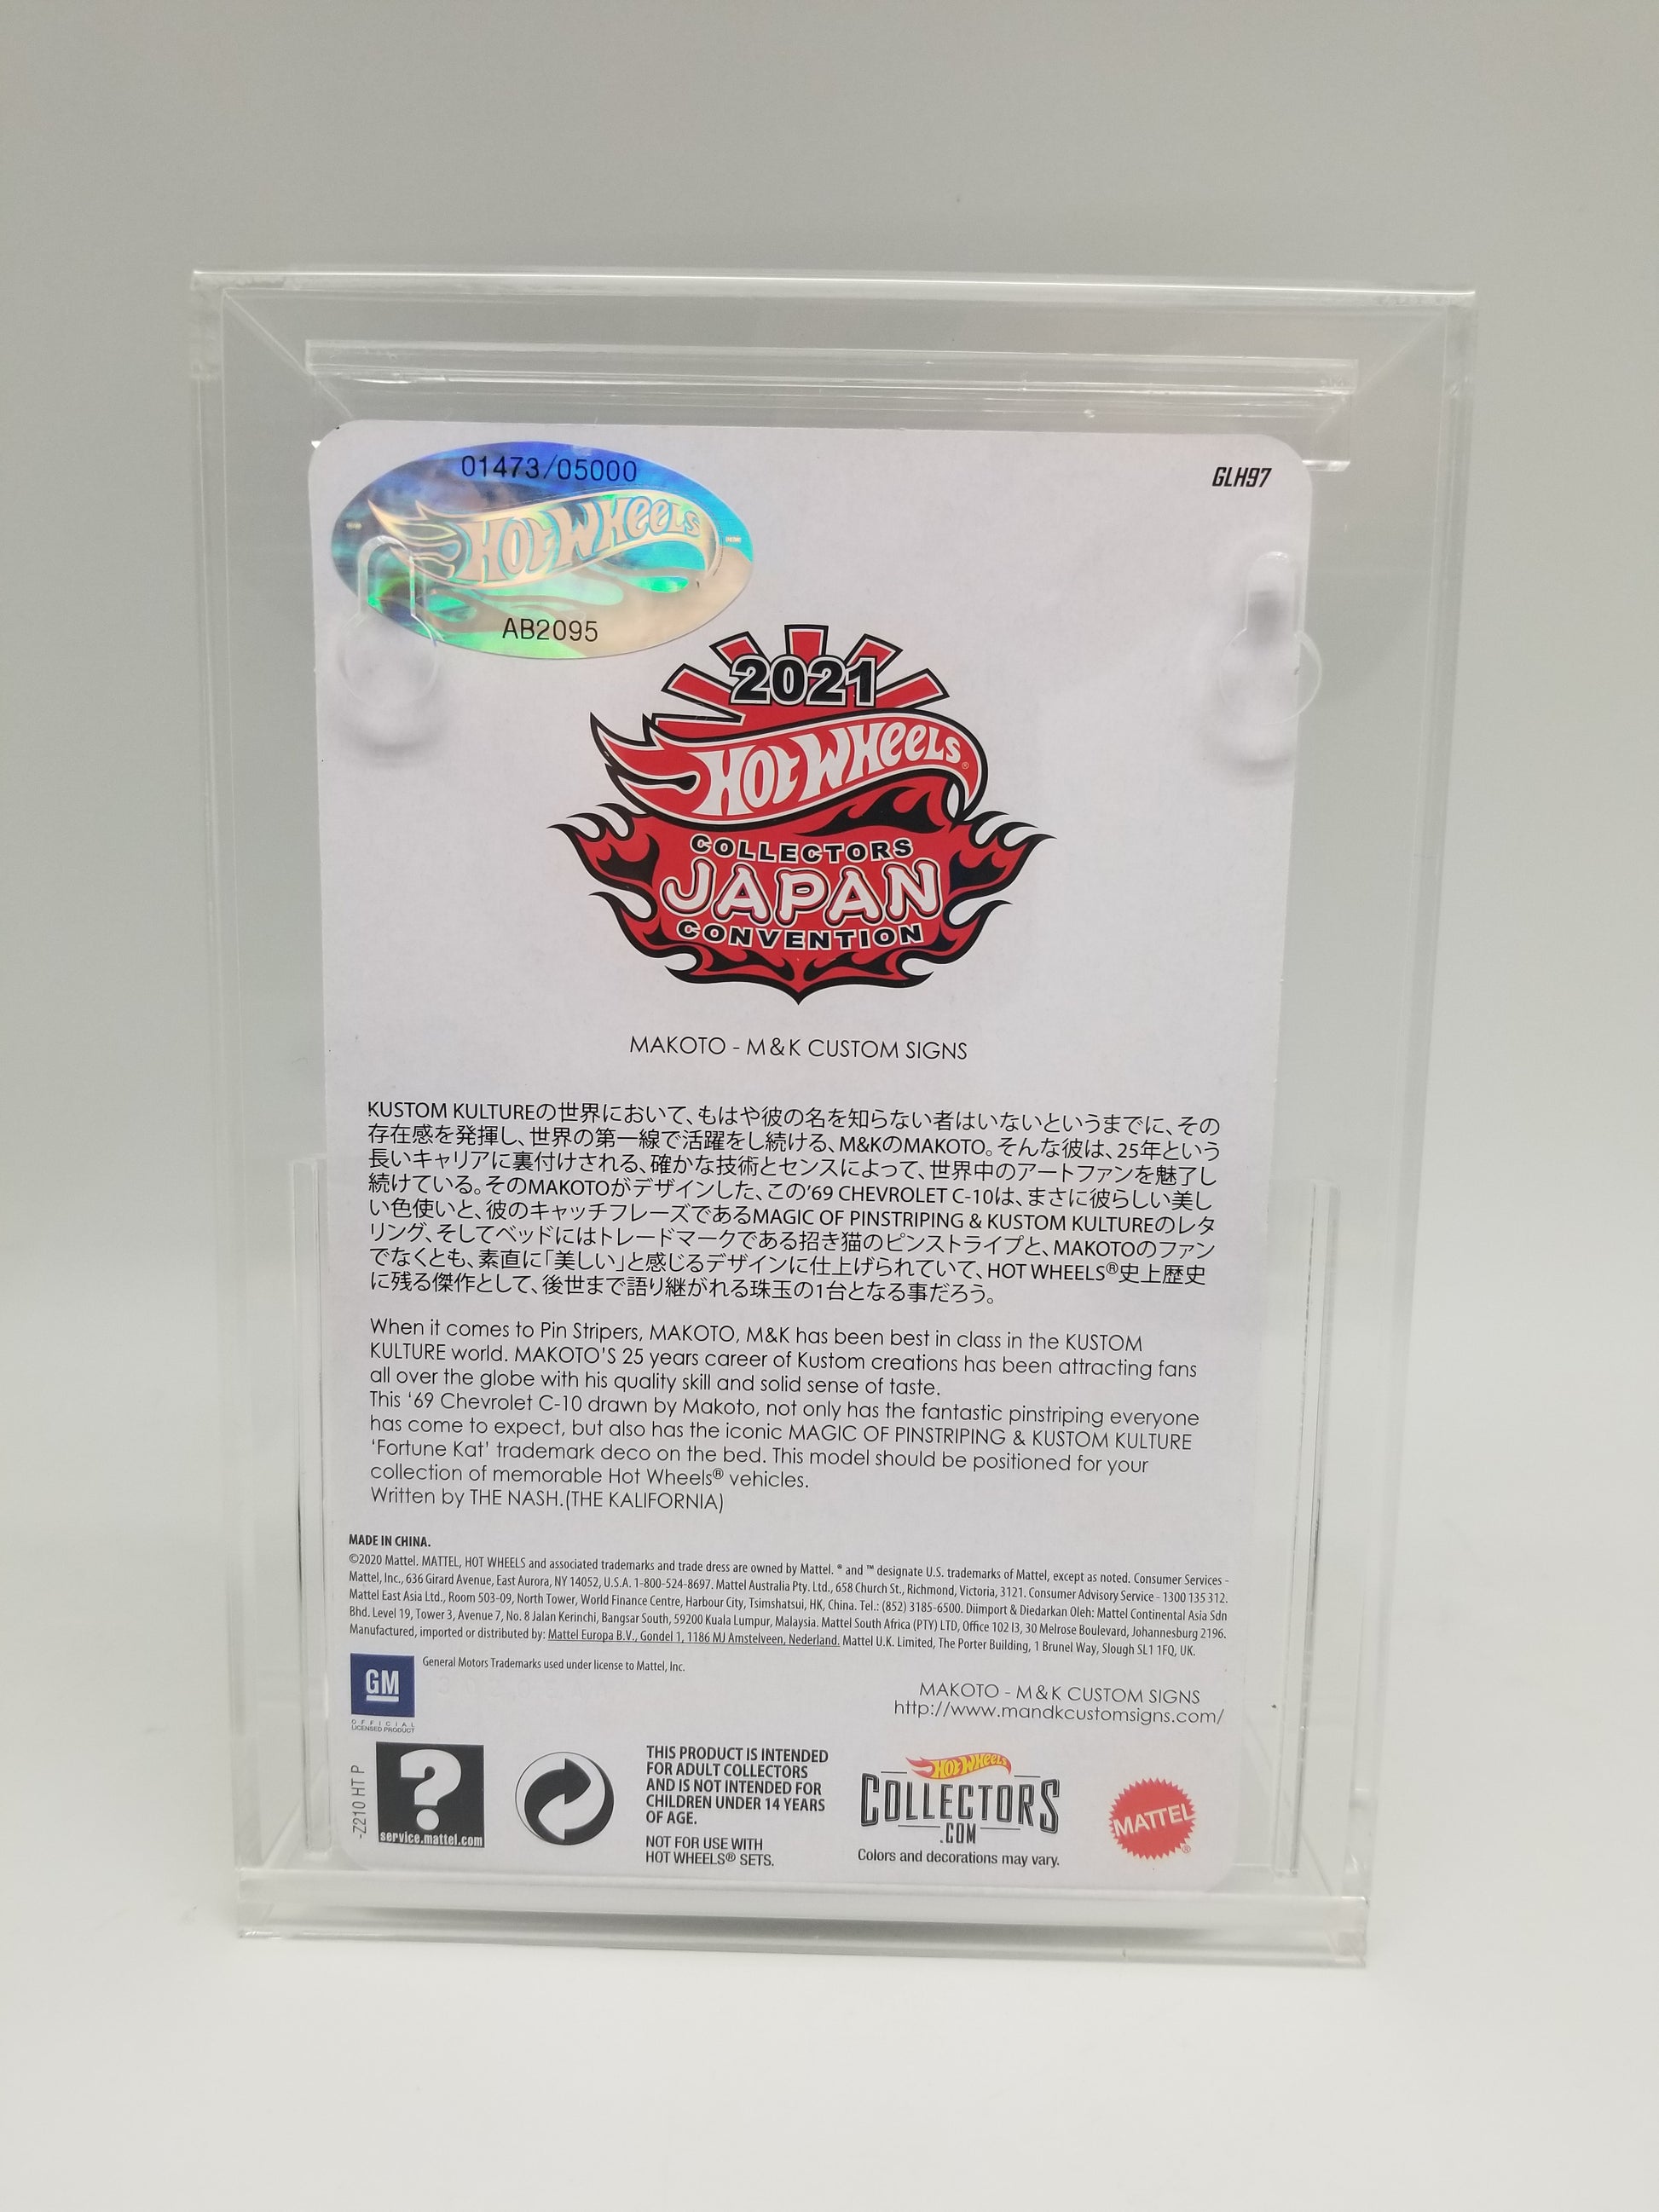 01473/05000
HOT WHEELS
AB2095
GLH97
2021
HOT WHEELS®
COLLECTORS
JAPAN
CONVENTION
MAKOTO - M&K CUSTOM SIGNS
KUSTOM KULTUREの世界において、もはや彼の名を知らない者はいないというまでに、その
存在感を発揮し、世界の第一線で活躍をし続ける、M&KのMAKOTO。そんな彼は、25年という
長いキャリアに裏付けされる、確かな技術とセンスによって、世界中のアートファンを魅了し
続けている。そのMAKOTOがデザインした、この'69 CHEVROLET C-10は、まさに彼らしい美し
い色使いと、彼のキャッチフレーズであるMAGIC OF PINSTRIPING & KUSTOM KULTUREのレタ
リング、そしてベッドにはトレードマークである招き猫のピンストライプと、MAKOTOのファン
でなくとも、素直に「美しい」と感じるデザインに仕上げられていて、HOT WHEELS®史上歴史
に残る傑作として、後世まで語り継がれる珠玉の1台となる事だろう。
When it comes to Pin Stripers, MAKOTO, M&K has been best in class in the KUSTOM
KULTURE world. MAKOTO'S 25 years career of Kustom creations has been attracting fans
all over the globe with his quality skill and solid sense of taste.
This '69 Chevrolet C-10 drawn by Makoto, not only has the fantastic pinstriping everyone
has come to expect, but also has the iconic MAGIC OF PINSTRIPING & KUSTOM KULTURE
'Fortune Kat' trademark deco on the bed. This model should be positioned for your
collection of memorable Hot Wheels® vehicles.
Written by THE NASH.(THE KALIFORNIA)
MADE IN CHINA.
©2020 Mattel. MATTEL, HOT WHEELS and associated trademarks and trade dress are owned by Mattel. ® and ™ designate U.S. trademarks of Mattel, except as noted. Consumer Services -
Mattel, Inc., 636 Girard Avenue, East Aurora, NY 14052, U.S.A. 1-800-524-8697. Mattel Australia Pty. Ltd., 658 Church St., Richmond, Victoria, 3121. Consumer Advisory Service - 1300 135 312.
Mattel East Asia Ltd., Room 503-09, North Tower, World Finance Centre, Harbour City, Tsimshatsui, HK, China. Tel.: (852) 3185-6500. Diimport & Diedarkan Oleh: Mattel Continental Asia Sdn
Bhd. Level 19, Tower 3, Avenue 7, No. 8 Jalan Kerinchi, Bangsar South, 59200 Kuala Lumpur, Malaysia. Mattel South Africa (PTY) LTD, Office 102 I3, 30 Melrose Boulevard, Johannesburg 2196.
Manufactured, imported or distributed by: Mattel Europa B.V., Gondel 1, 1186 MJ Amstelveen, Nederland. Mattel U.K. Limited, The Porter Building, 1 Brunel Way, Slough SL1 1FQ, UK.
GM
General Motors Trademarks used under license to Mattel, Inc.
OFFICIAL
LICENSED PRODUCT
MAKOTO - M&K CUSTOM SIGNS
http://www.mandkcustomsigns.com/
-Z210 HT P
?
service.mattel.com
THIS PRODUCT IS INTENDED
FOR ADULT COLLECTORS
AND IS NOT INTENDED FOR
CHILDREN UNDER 14 YEARS
OF AGE.
NOT FOR USE WITH
HOT WHEELS® SETS.
HOT WHEELS
COLLECTORS
.COM
Colors and decorations may vary.
MATTEL®